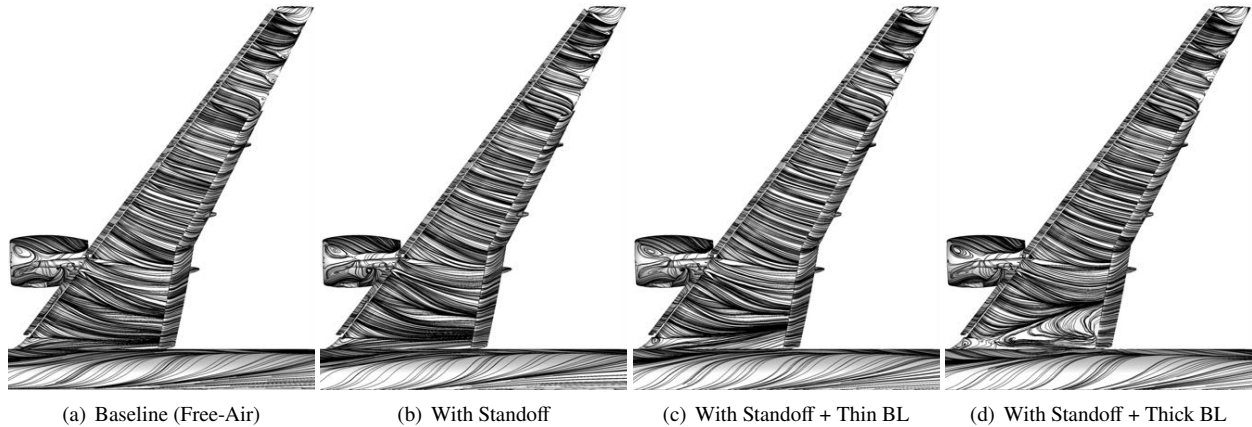 (a) Baseline (Free-Air)
(b) With Standoff
(c) With Standoff + Thin BL
(d) With Standoff + Thick BL